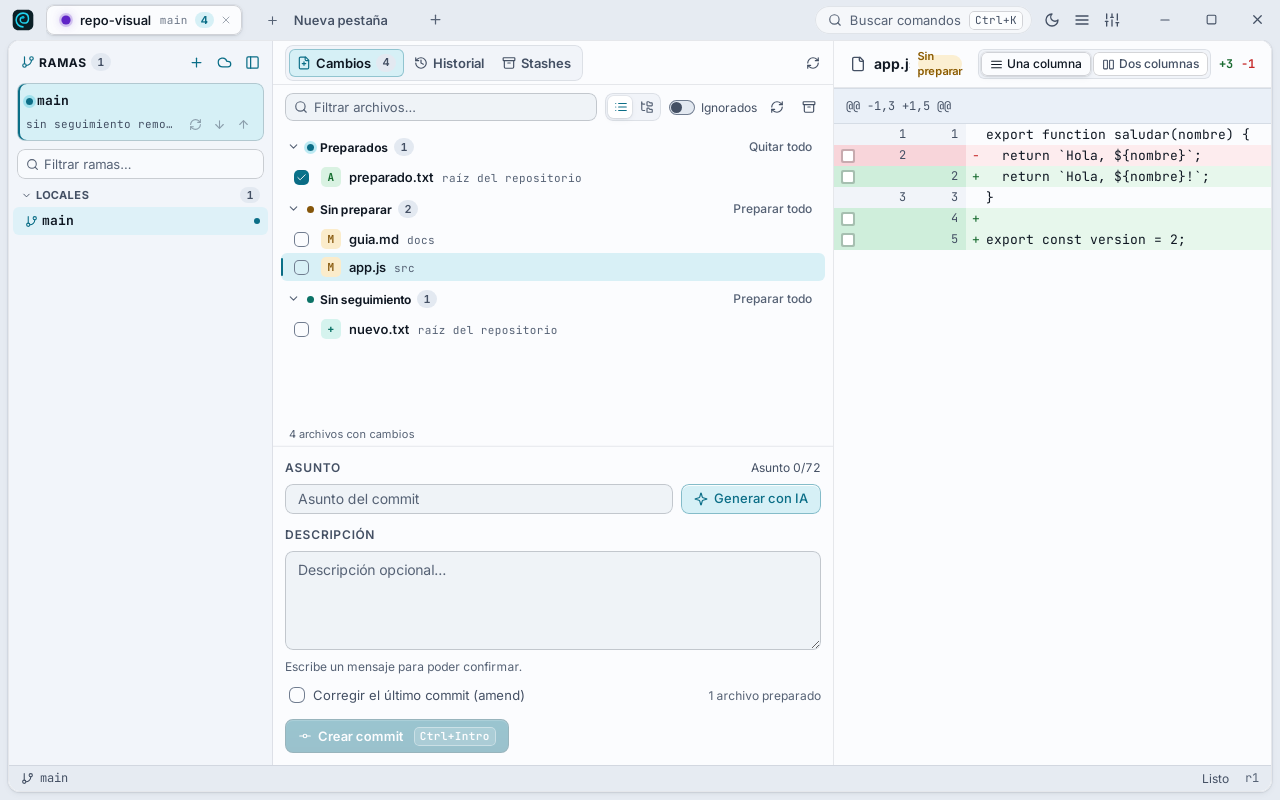 repo-visual main 4
Nueva pestaña
Buscar comandos Ctrl+K
RAMAS 1
main
sin seguimiento remo…
Filtrar ramas…
LOCALES 1
main
Cambios 4
Historial
Stashes
Filtrar archivos…
Ignorados
Preparados 1 Quitar todo
A preparado.txt raíz del repositorio
Sin preparar 2 Preparar todo
M guia.md docs
M app.js src
Sin seguimiento 1 Preparar todo
+ nuevo.txt raíz del repositorio
4 archivos con cambios
ASUNTO Asunto 0/72
Asunto del commit
Generar con IA
DESCRIPCIÓN
Descripción opcional…
Escribe un mensaje para poder confirmar.
Corregir el último commit (amend) 1 archivo preparado
Crear commit Ctrl+Intro
app.j
Sin
preparar
Una columna
Dos columnas
+3 -1
@@ -1,3 +1,5 @@
1 1 export function saludar(nombre) {
2 - return `Hola, ${nombre}`;
2 + return `Hola, ${nombre}!`;
3 3 }
4 +
5 + export const version = 2;
main
Listo r1